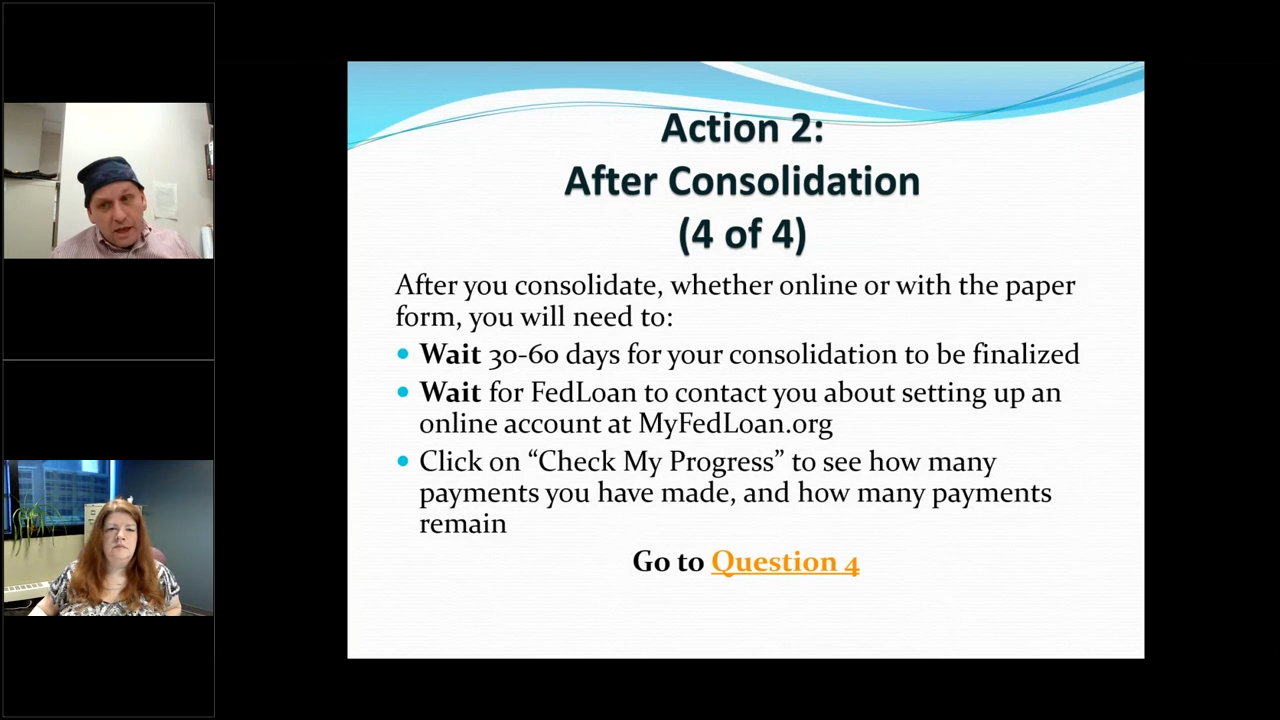 Action 2:
After Consolidation
(4 of 4)
After you consolidate, whether online or with the paper
form, you will need to:
• Wait 30-60 days for your consolidation to be finalized
• Wait for FedLoan to contact you about setting up an
online account at MyFedLoan.org
• Click on “Check My Progress” to see how many
payments you have made, and how many payments
remain
Go to Question 4